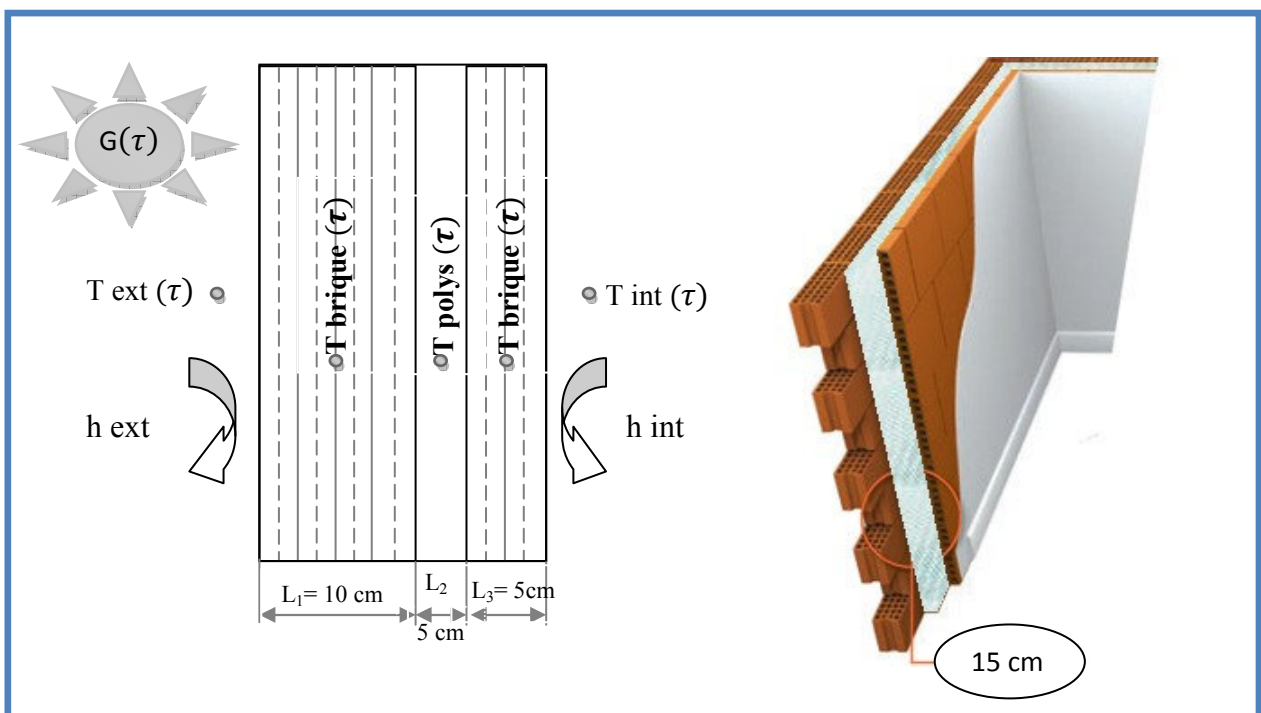 G(τ)
T brique (τ)
T polys (τ)
T brique (τ)
T ext (τ)
T int (τ)
h ext
h int
L₁= 10 cm
L₂
5 cm
L₃= 5cm
15 cm